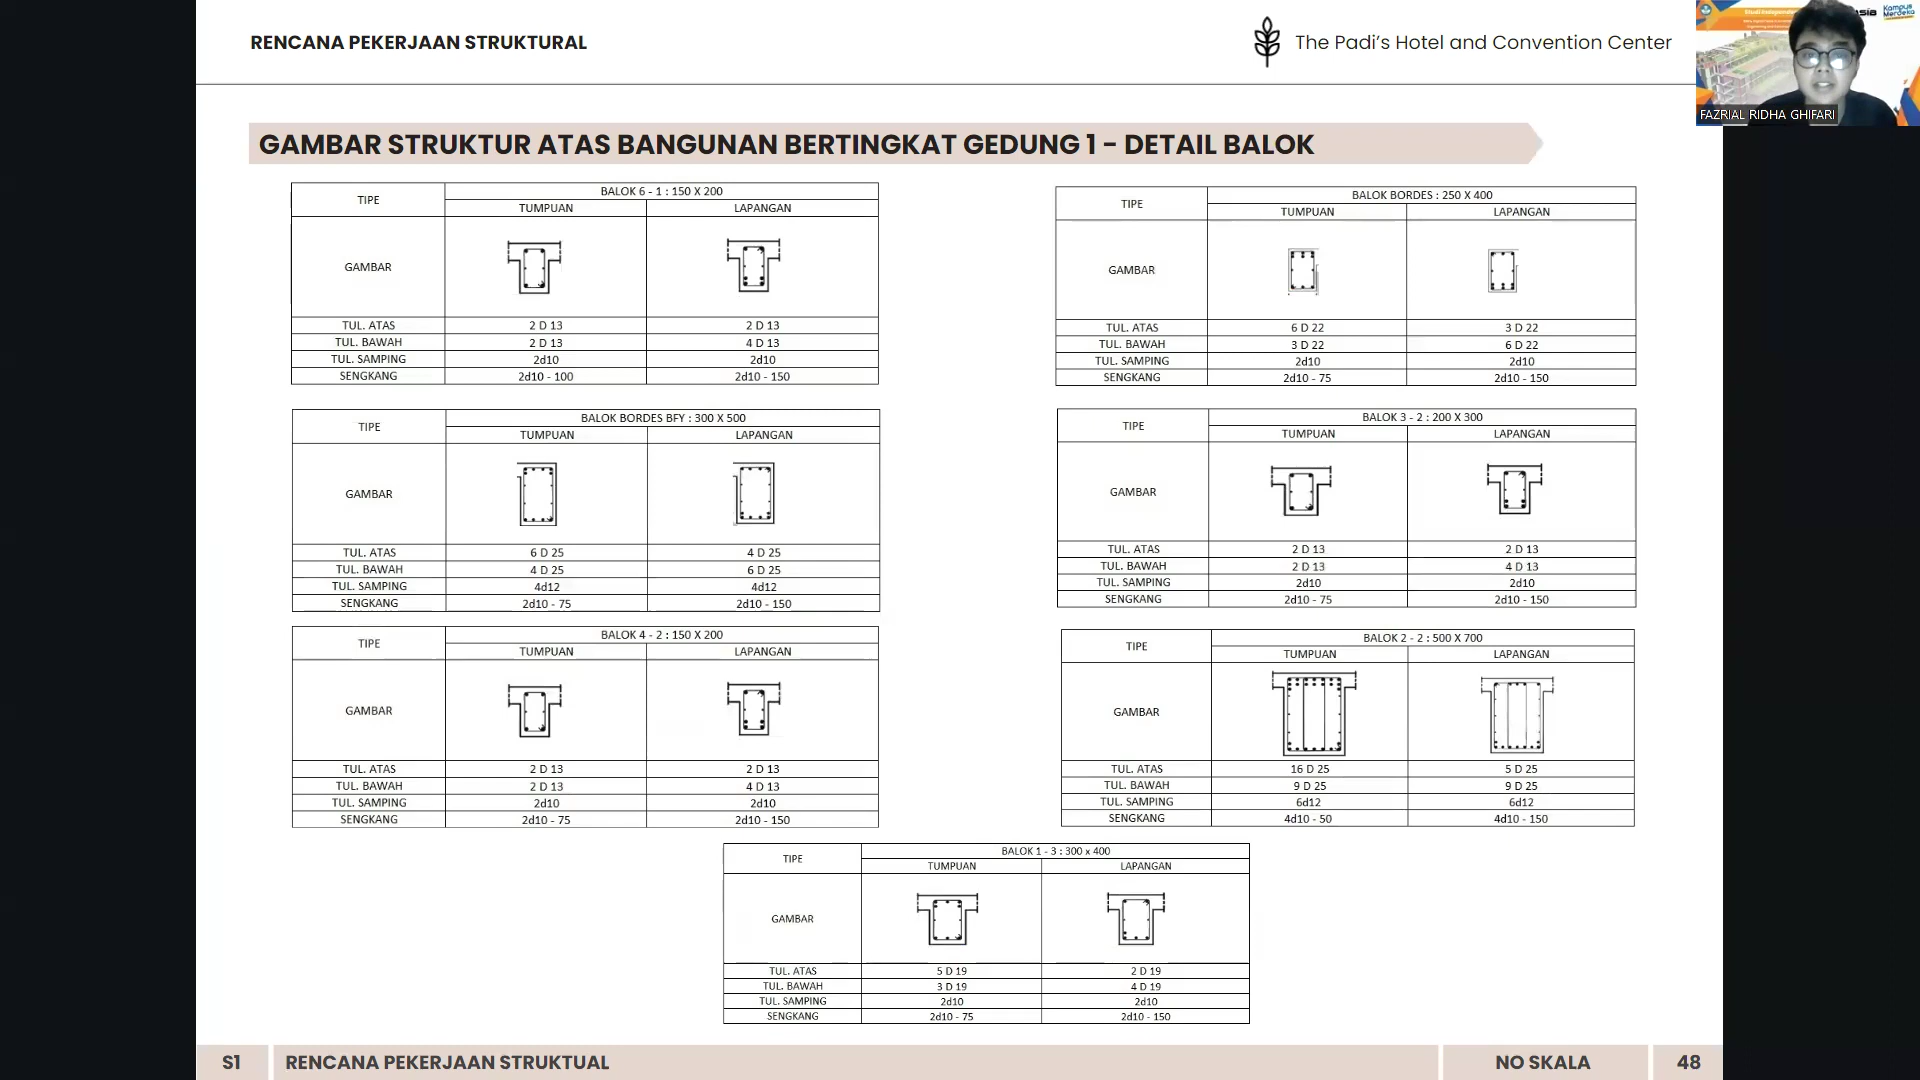 RENCANA PEKERJAAN STRUKTURAL
The Padi's Hotel and Convention Center
FAZRIAL RIDHA GHIFARI
GAMBAR STRUKTUR ATAS BANGUNAN BERTINGKAT GEDUNG 1 - DETAIL BALOK
TIPE
BALOK 6 - 1 : 150 X 200
TUMPUAN LAPANGAN
GAMBAR
TUL. ATAS 2 D 13 2 D 13
TUL. BAWAH 2 D 13 4 D 13
TUL. SAMPING 2d10 2d10
SENGKANG 2d10 - 100 2d10 - 150
TIPE
BALOK BORDES : 250 X 400
TUMPUAN LAPANGAN
GAMBAR
TUL. ATAS 6 D 22 3 D 22
TUL. BAWAH 3 D 22 6 D 22
TUL. SAMPING 2d10 2d10
SENGKANG 2d10 - 75 2d10 - 150
TIPE
BALOK BORDES BFY : 300 X 500
TUMPUAN LAPANGAN
GAMBAR
TUL. ATAS 6 D 25 4 D 25
TUL. BAWAH 4 D 25 6 D 25
TUL. SAMPING 4d12 4d12
SENGKANG 2d10 - 75 2d10 - 150
TIPE
BALOK 3 - 2 : 200 X 300
TUMPUAN LAPANGAN
GAMBAR
TUL. ATAS 2 D 13 2 D 13
TUL. BAWAH 2 D 13 4 D 13
TUL. SAMPING 2d10 2d10
SENGKANG 2d10 - 75 2d10 - 150
TIPE
BALOK 4 - 2 : 150 X 200
TUMPUAN LAPANGAN
GAMBAR
TUL. ATAS 2 D 13 2 D 13
TUL. BAWAH 2 D 13 4 D 13
TUL. SAMPING 2d10 2d10
SENGKANG 2d10 - 75 2d10 - 150
TIPE
BALOK 2 - 2 : 500 X 700
TUMPUAN LAPANGAN
GAMBAR
TUL. ATAS 16 D 25 5 D 25
TUL. BAWAH 9 D 25 9 D 25
TUL. SAMPING 6d12 6d12
SENGKANG 4d10 - 50 4d10 - 150
TIPE
BALOK 1 - 3 : 300 x 400
TUMPUAN LAPANGAN
GAMBAR
TUL. ATAS 5 D 19 2 D 19
TUL. BAWAH 3 D 19 4 D 19
TUL. SAMPING 2d10 2d10
SENGKANG 2d10 - 75 2d10 - 150
S1 RENCANA PEKERJAAN STRUKTUAL NO SKALA 48